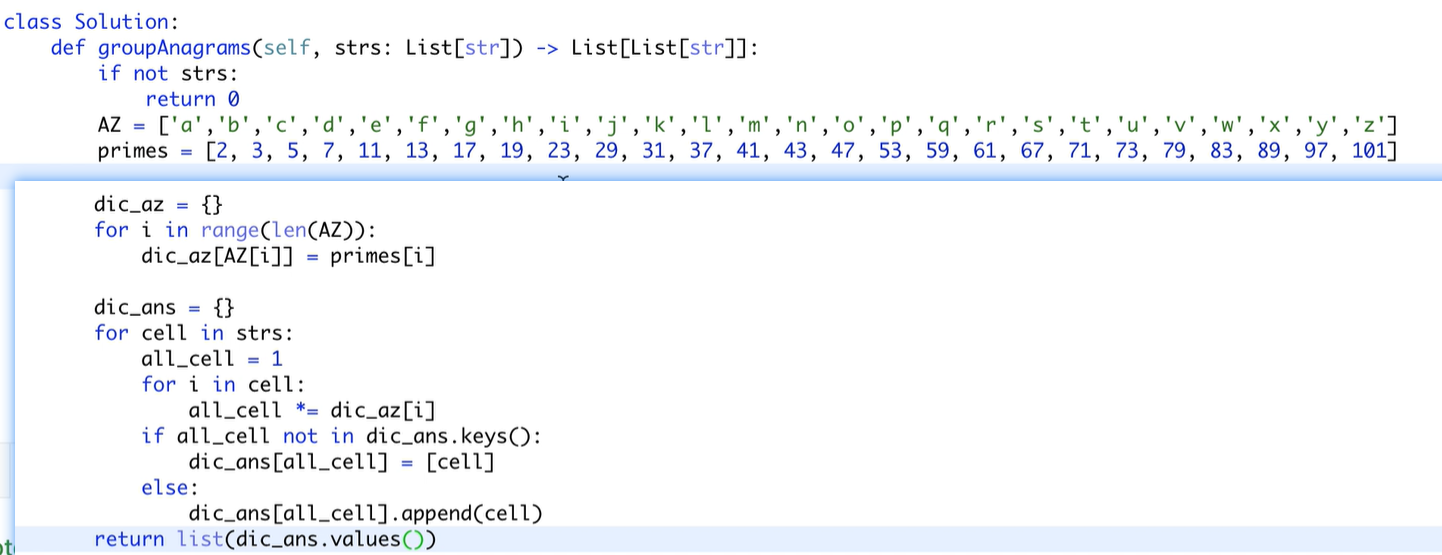 class Solution:
    def groupAnagrams(self, strs: List[str]) -> List[List[str]]:
        if not strs:
            return 0
        AZ = ['a','b','c','d','e','f','g','h','i','j','k','l','m','n','o','p','q','r','s','t','u','v','w','x','y','z']
        primes = [2, 3, 5, 7, 11, 13, 17, 19, 23, 29, 31, 37, 41, 43, 47, 53, 59, 61, 67, 71, 73, 79, 83, 89, 97, 101]
        dic_az = {}
        for i in range(len(AZ)):
            dic_az[AZ[i]] = primes[i]
        dic_ans = {}
        for cell in strs:
            all_cell = 1
            for i in cell:
                all_cell *= dic_az[i]
            if all_cell not in dic_ans.keys():
                dic_ans[all_cell] = [cell]
            else:
                dic_ans[all_cell].append(cell)
        return list(dic_ans.values())